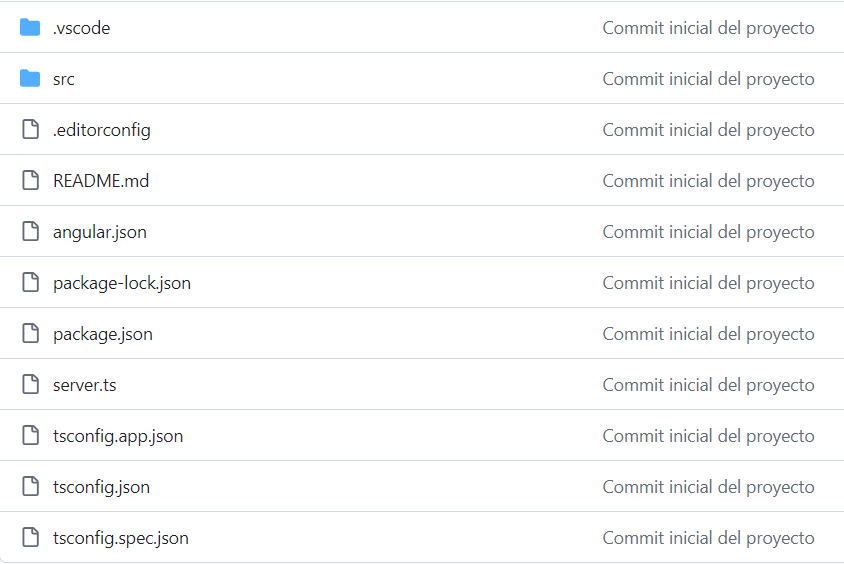 .vscode Commit inicial del proyecto
src Commit inicial del proyecto
.editorconfig Commit inicial del proyecto
README.md Commit inicial del proyecto
angular.json Commit inicial del proyecto
package-lock.json Commit inicial del proyecto
package.json Commit inicial del proyecto
server.ts Commit inicial del proyecto
tsconfig.app.json Commit inicial del proyecto
tsconfig.json Commit inicial del proyecto
tsconfig.spec.json Commit inicial del proyecto